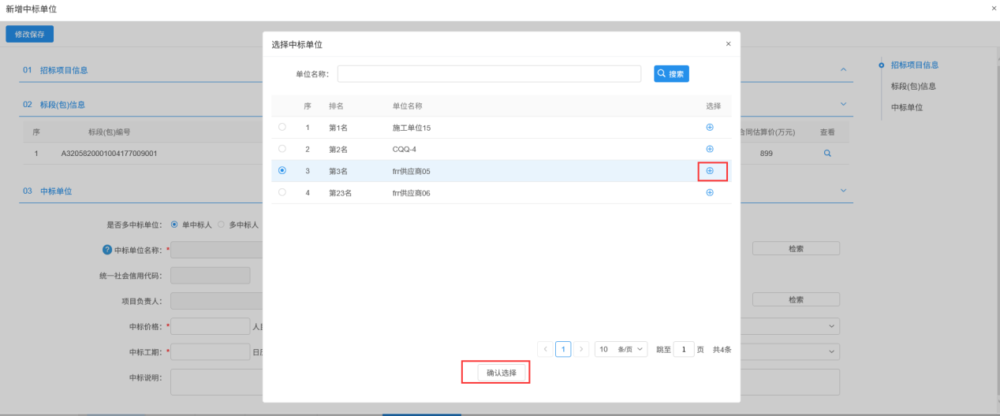 新增中标单位
×
修改保存
选择中标单位
×
单位名称:
搜索
01 招标项目信息
02 标段(包)信息
序 标段(包)编号
合同估算价(万元) 查看
1 A3205820001004177009001
899
序 排名 单位名称 选择
1 第1名 施工单位15
2 第2名 CQQ-4
3 第3名 frr供应商05
4 第23名 frr供应商06
招标项目信息
标段(包)信息
中标单位
03 中标单位
是否多中标单位: 单中标人 多中标人
? 中标单位名称: *
检索
统一社会信用代码:
项目负责人:
检索
中标价格: *
中标工期: *
中标说明:
< 1 > 10 条/页 跳至 1 页 共4条
确认选择